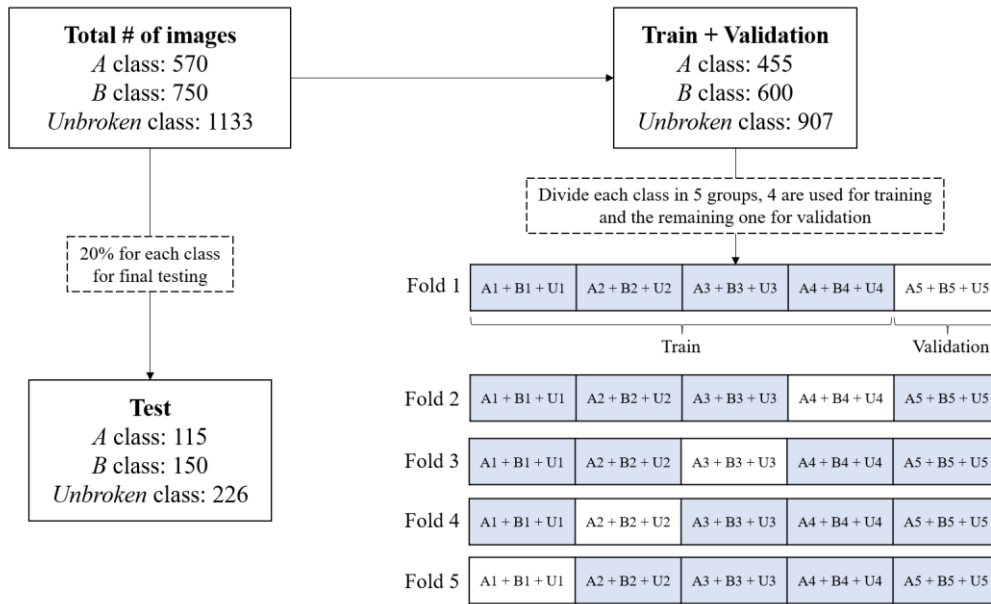 Total # of images
A class: 570
B class: 750
Unbroken class: 1133
Train + Validation
A class: 455
B class: 600
Unbroken class: 907
Divide each class in 5 groups, 4 are used for training
and the remaining one for validation
20% for each class
for final testing
Fold 1
A1 + B1 + U1
A2 + B2 + U2
A3 + B3 + U3
A4 + B4 + U4
A5 + B5 + U5
Train
Validation
Test
A class: 115
B class: 150
Unbroken class: 226
Fold 2
A1 + B1 + U1
A2 + B2 + U2
A3 + B3 + U3
A4 + B4 + U4
A5 + B5 + U5
Fold 3
A1 + B1 + U1
A2 + B2 + U2
A3 + B3 + U3
A4 + B4 + U4
A5 + B5 + U5
Fold 4
A1 + B1 + U1
A2 + B2 + U2
A3 + B3 + U3
A4 + B4 + U4
A5 + B5 + U5
Fold 5
A1 + B1 + U1
A2 + B2 + U2
A3 + B3 + U3
A4 + B4 + U4
A5 + B5 + U5